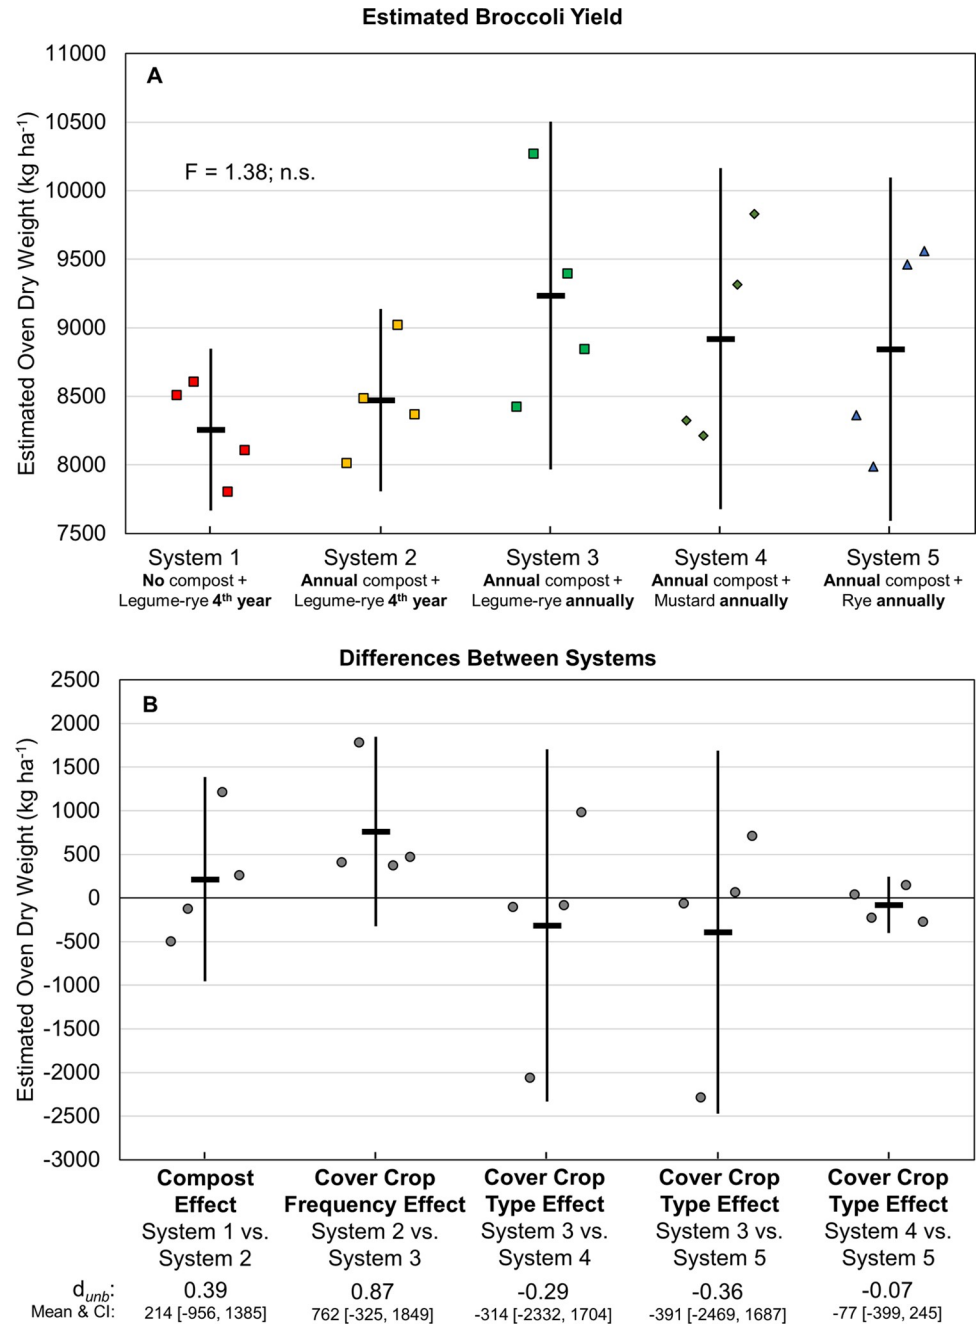 Estimated Broccoli Yield
A
F = 1.38; n.s.
Estimated Oven Dry Weight (kg ha-1)
11000
10500
10000
9500
9000
8500
8000
7500
System 1 System 2 System 3 System 4 System 5
No compost + Annual compost + Annual compost + Annual compost + Annual compost +
Legume-rye 4th year Legume-rye 4th year Legume-rye annually Mustard annually Rye annually
Differences Between Systems
B
Estimated Oven Dry Weight (kg ha-1)
2500
2000
1500
1000
500
0
-500
-1000
-1500
-2000
-2500
-3000
Compost Cover Crop Cover Crop Cover Crop Cover Crop
Effect Frequency Effect Type Effect Type Effect Type Effect
System 1 vs. System 2 vs. System 3 vs. System 3 vs. System 4 vs.
System 2 System 3 System 4 System 5 System 5
dunb: 0.39 0.87 -0.29 -0.36 -0.07
Mean & CI: 214 [-956, 1385] 762 [-325, 1849] -314 [-2332, 1704] -391 [-2469, 1687] -77 [-399, 245]